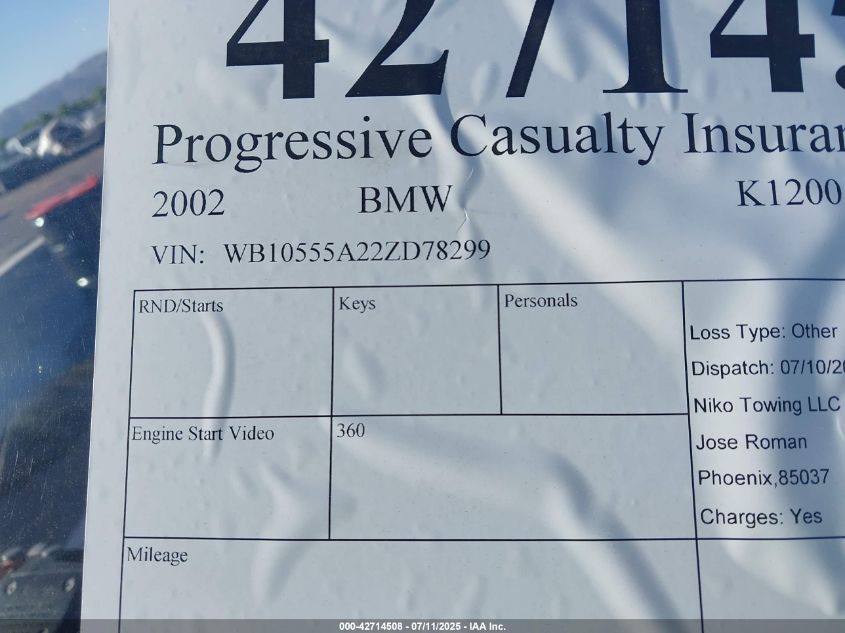 42714
Progressive Casualty Insura
2002 BMW K1200
VIN: WB10555A22ZD78299
RND/Starts Keys Personals
Loss Type: Other
Dispatch: 07/10/20
Niko Towing LLC
Engine Start Video 360
Jose Roman
Phoenix,85037
Charges: Yes
Mileage
000-42714508 - 07/11/2025 - IAA Inc.